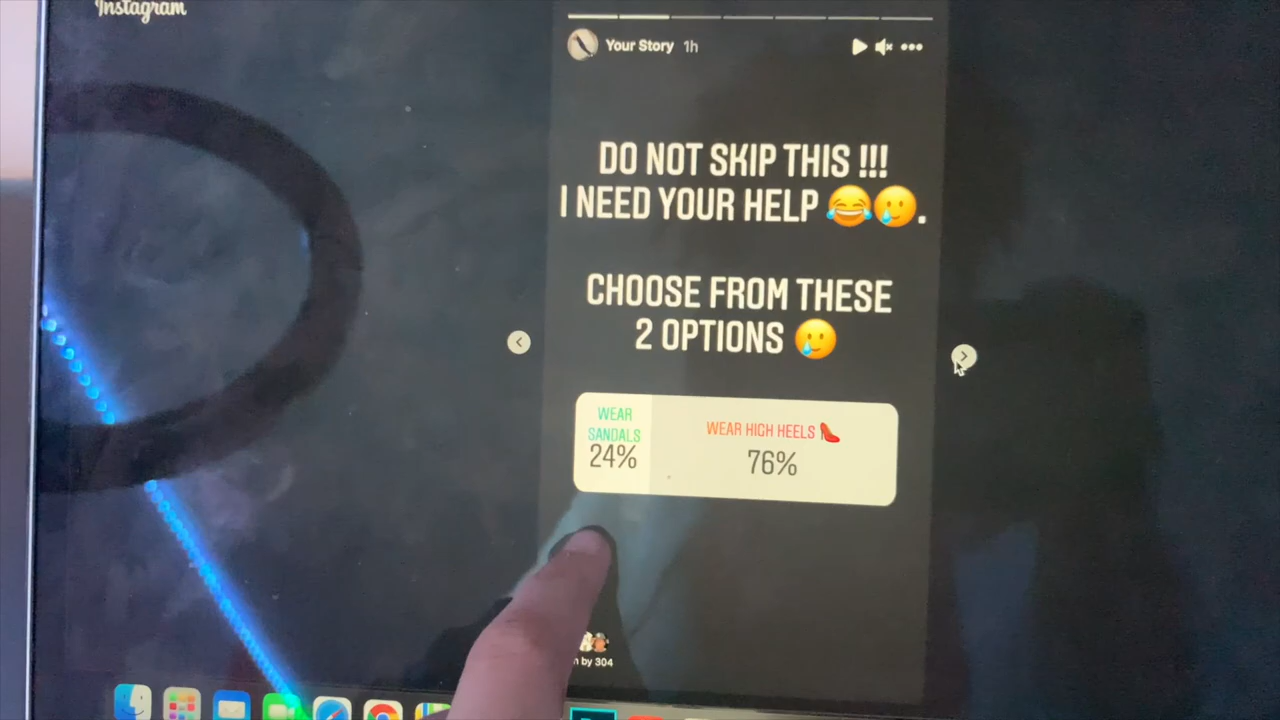 Instagram
Your Story 1h
DO NOT SKIP THIS !!!
I NEED YOUR HELP 😂🥲.
CHOOSE FROM THESE
2 OPTIONS 🥲
WEAR
SANDALS
24%
WEAR HIGH HEELS 👠
76%
by 304